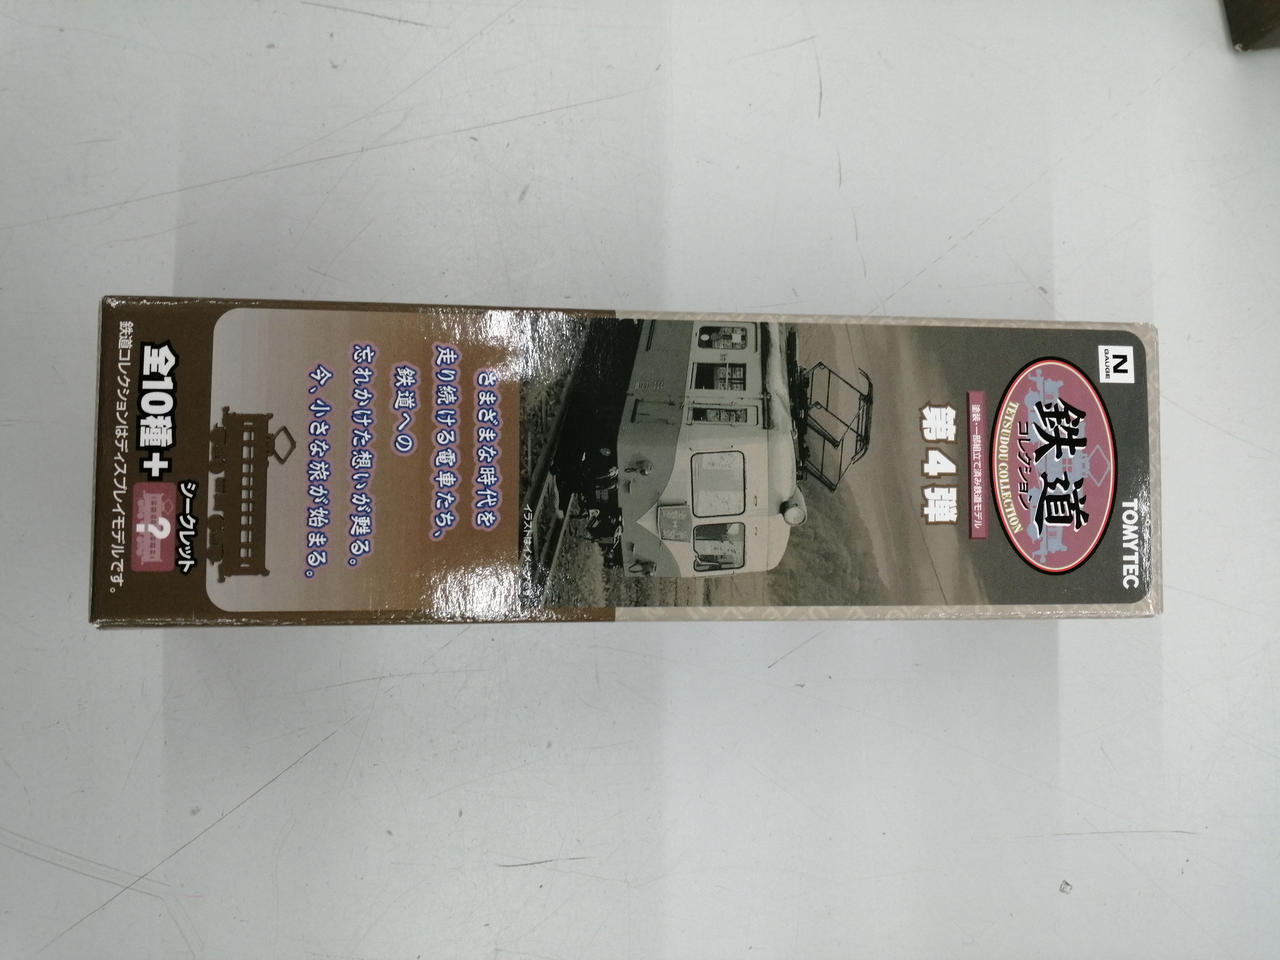 N
GAUGE
TOMYTEC
鉄道
コレクション
TETSUDOU COLLECTION
塗装・一部組立て済み鉄道モデル
第4弾
イラストはイメージです
さまざまな時代を
走り続ける電車たち、
鉄道への
忘れかけた想いが甦る。
今、小さな旅が始まる。
全10種+
シークレット
?
鉄道コレクションはディスプレイモデルです。